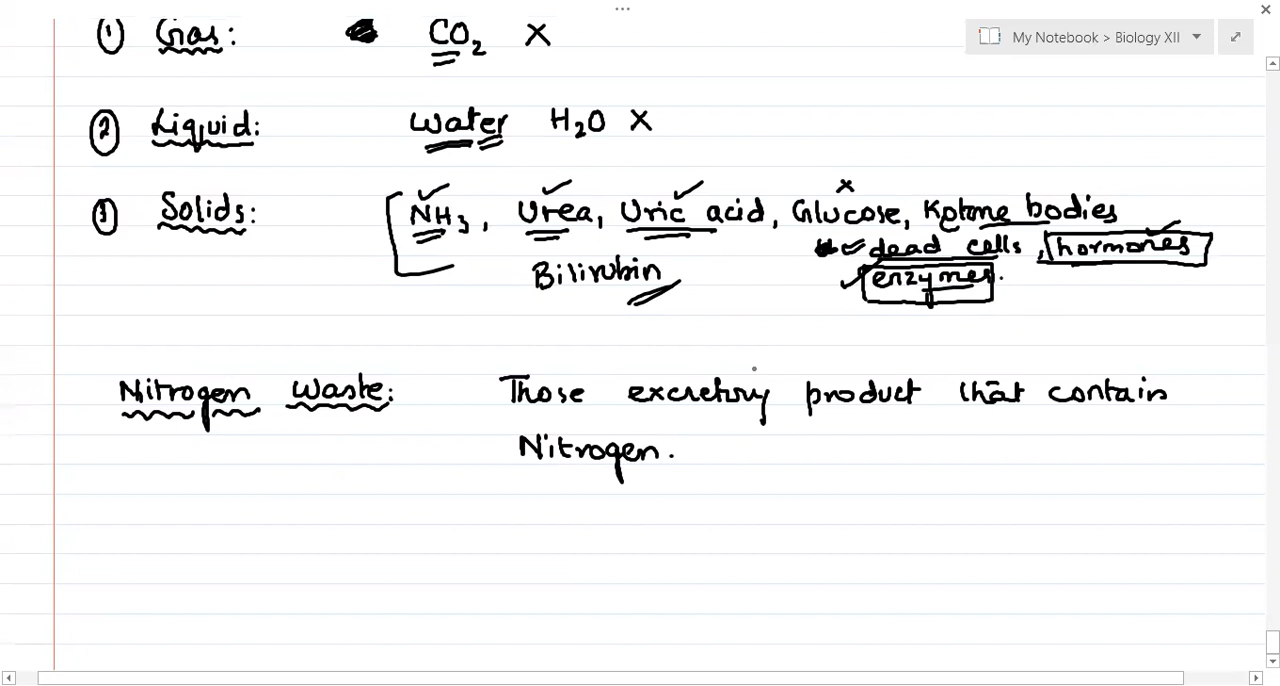 My Notebook > Biology XII
① Gas: CO₂ X
② Liquid: Water H₂O X
③ Solids: NH₃, Urea, Uric acid, Glucose, Ketone bodies
dead cells, hormones
Bilirubin enzymes.
Nitrogen Waste: Those excretory product that contain
Nitrogen.